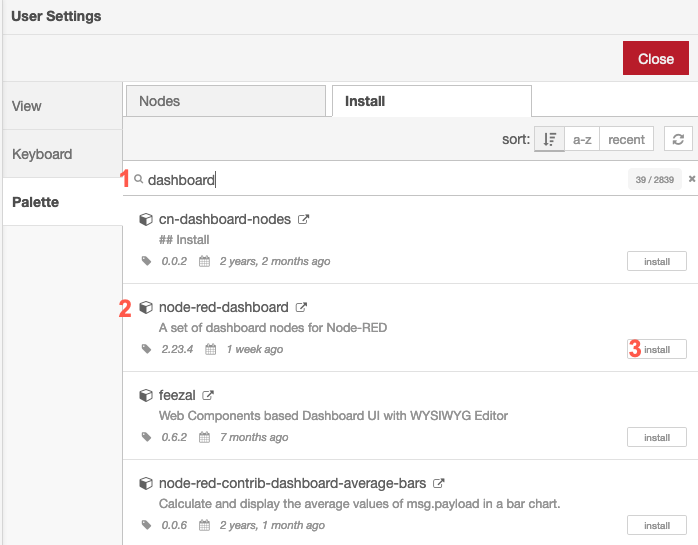 User Settings
Close
View
Keyboard
Palette
Nodes
Install
sort: a-z recent
1 dashboard 39 / 2839
cn-dashboard-nodes
## Install
0.0.2 2 years, 2 months ago install
2 node-red-dashboard
A set of dashboard nodes for Node-RED
2.23.4 1 week ago 3 install
feezal
Web Components based Dashboard UI with WYSIWYG Editor
0.6.2 7 months ago install
node-red-contrib-dashboard-average-bars
Calculate and display the average values of msg.payload in a bar chart.
0.0.6 2 years, 1 month ago install